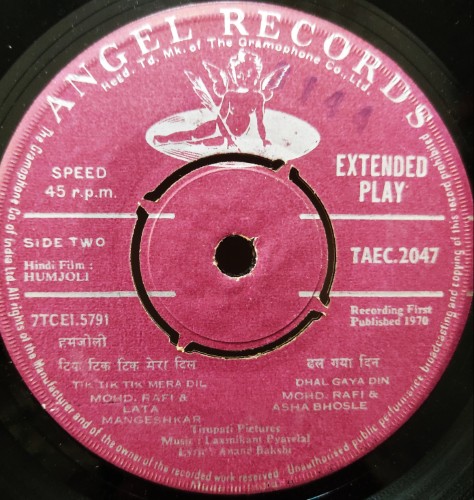 ANGEL RECORDS
Regd. Td. Mk. of The Gramophone Co., Ltd.
SPEED
45 r.p.m.
EXTENDED
PLAY
SIDE TWO
TAEC.2047
Hindi Film :
HUMJOLI
7TCEI.5791
Recording First
Published 1970
हमजोली
टिक टिक टिक मेरा दिल
ढल गया दिन
TIK TIK TIK MERA DIL
DHAL GAYA DIN
MOHD. RAFI &
LATA
MANGESHKAR
MOHD. RAFI &
ASHA BHOSLE
Tirupati Pictures
Music : Laxmikant Pyarelal
Lyric : Anand Bakshi
The Gramophone Co of India Ltd. All rights of the Manufacturer and of the owner of the recorded work reserved Unauthorised public performance, broadcasting and copying of this record prohibited